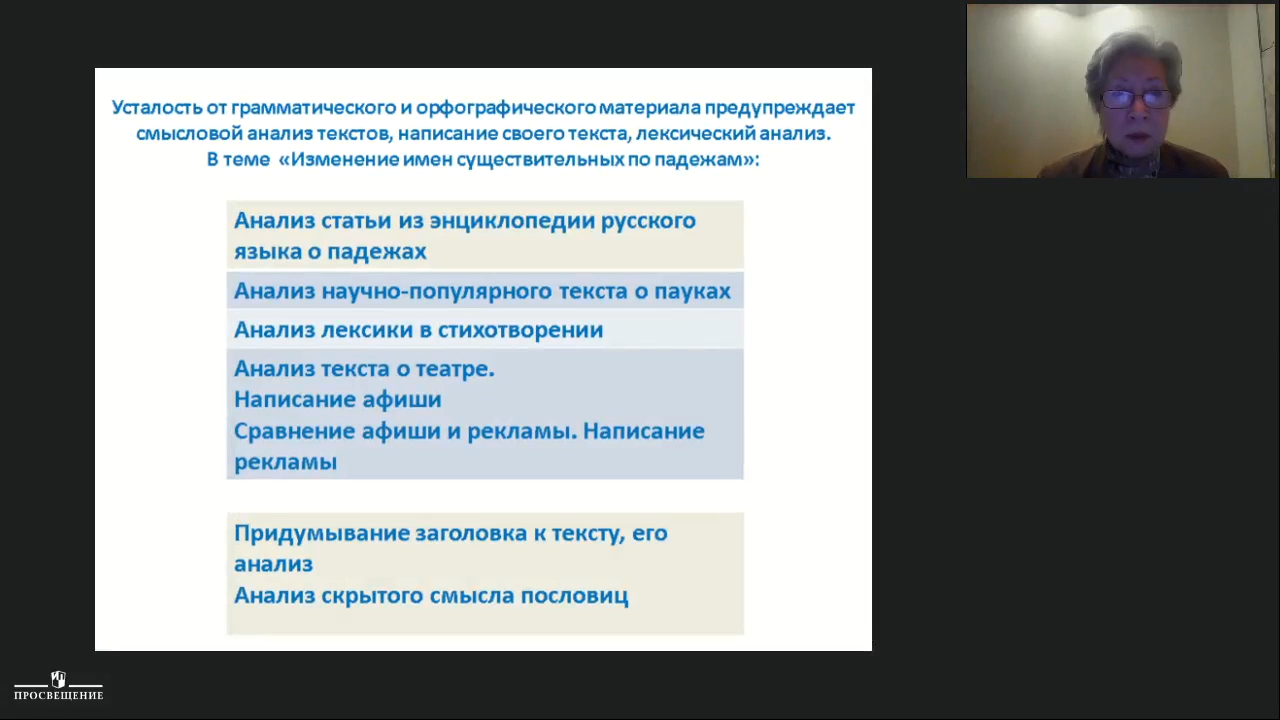 Усталость от грамматического и орфографического материала предупреждает
смысловой анализ текстов, написание своего текста, лексический анализ.
В теме «Изменение имен существительных по падежам»:
Анализ статьи из энциклопедии русского
языка о падежах
Анализ научно-популярного текста о пауках
Анализ лексики в стихотворении
Анализ текста о театре.
Написание афиши
Сравнение афиши и рекламы. Написание
рекламы
Придумывание заголовка к тексту, его
анализ
Анализ скрытого смысла пословиц
ПРОСВЕЩЕНИЕ